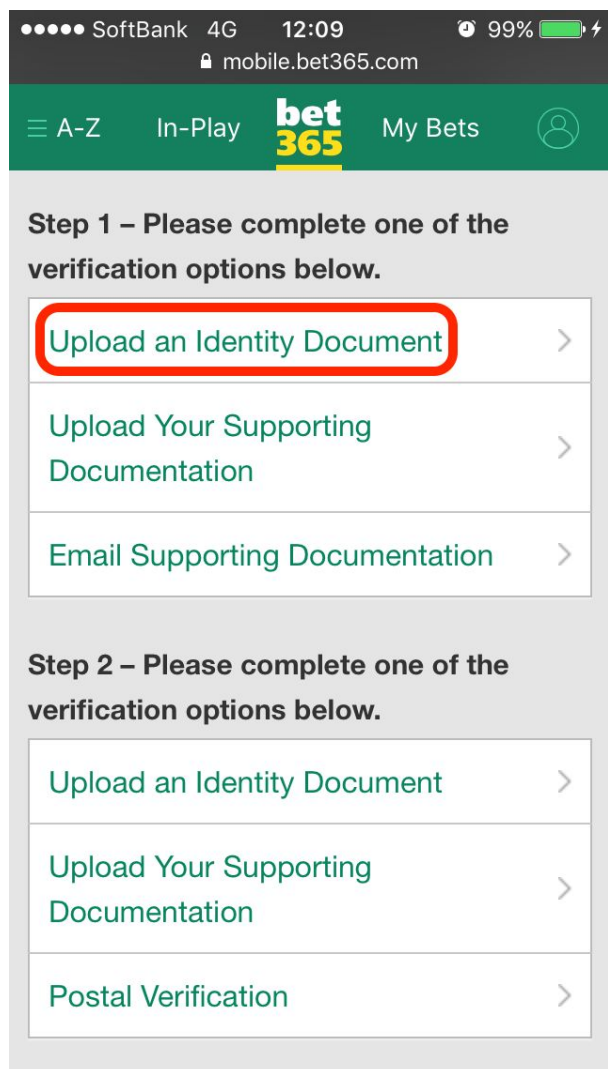 SoftBank 4G 12:09 99%
mobile.bet365.com
A-Z In-Play bet365 My Bets
Step 1 – Please complete one of the
verification options below.
Upload an Identity Document
Upload Your Supporting
Documentation
Email Supporting Documentation
Step 2 – Please complete one of the
verification options below.
Upload an Identity Document
Upload Your Supporting
Documentation
Postal Verification